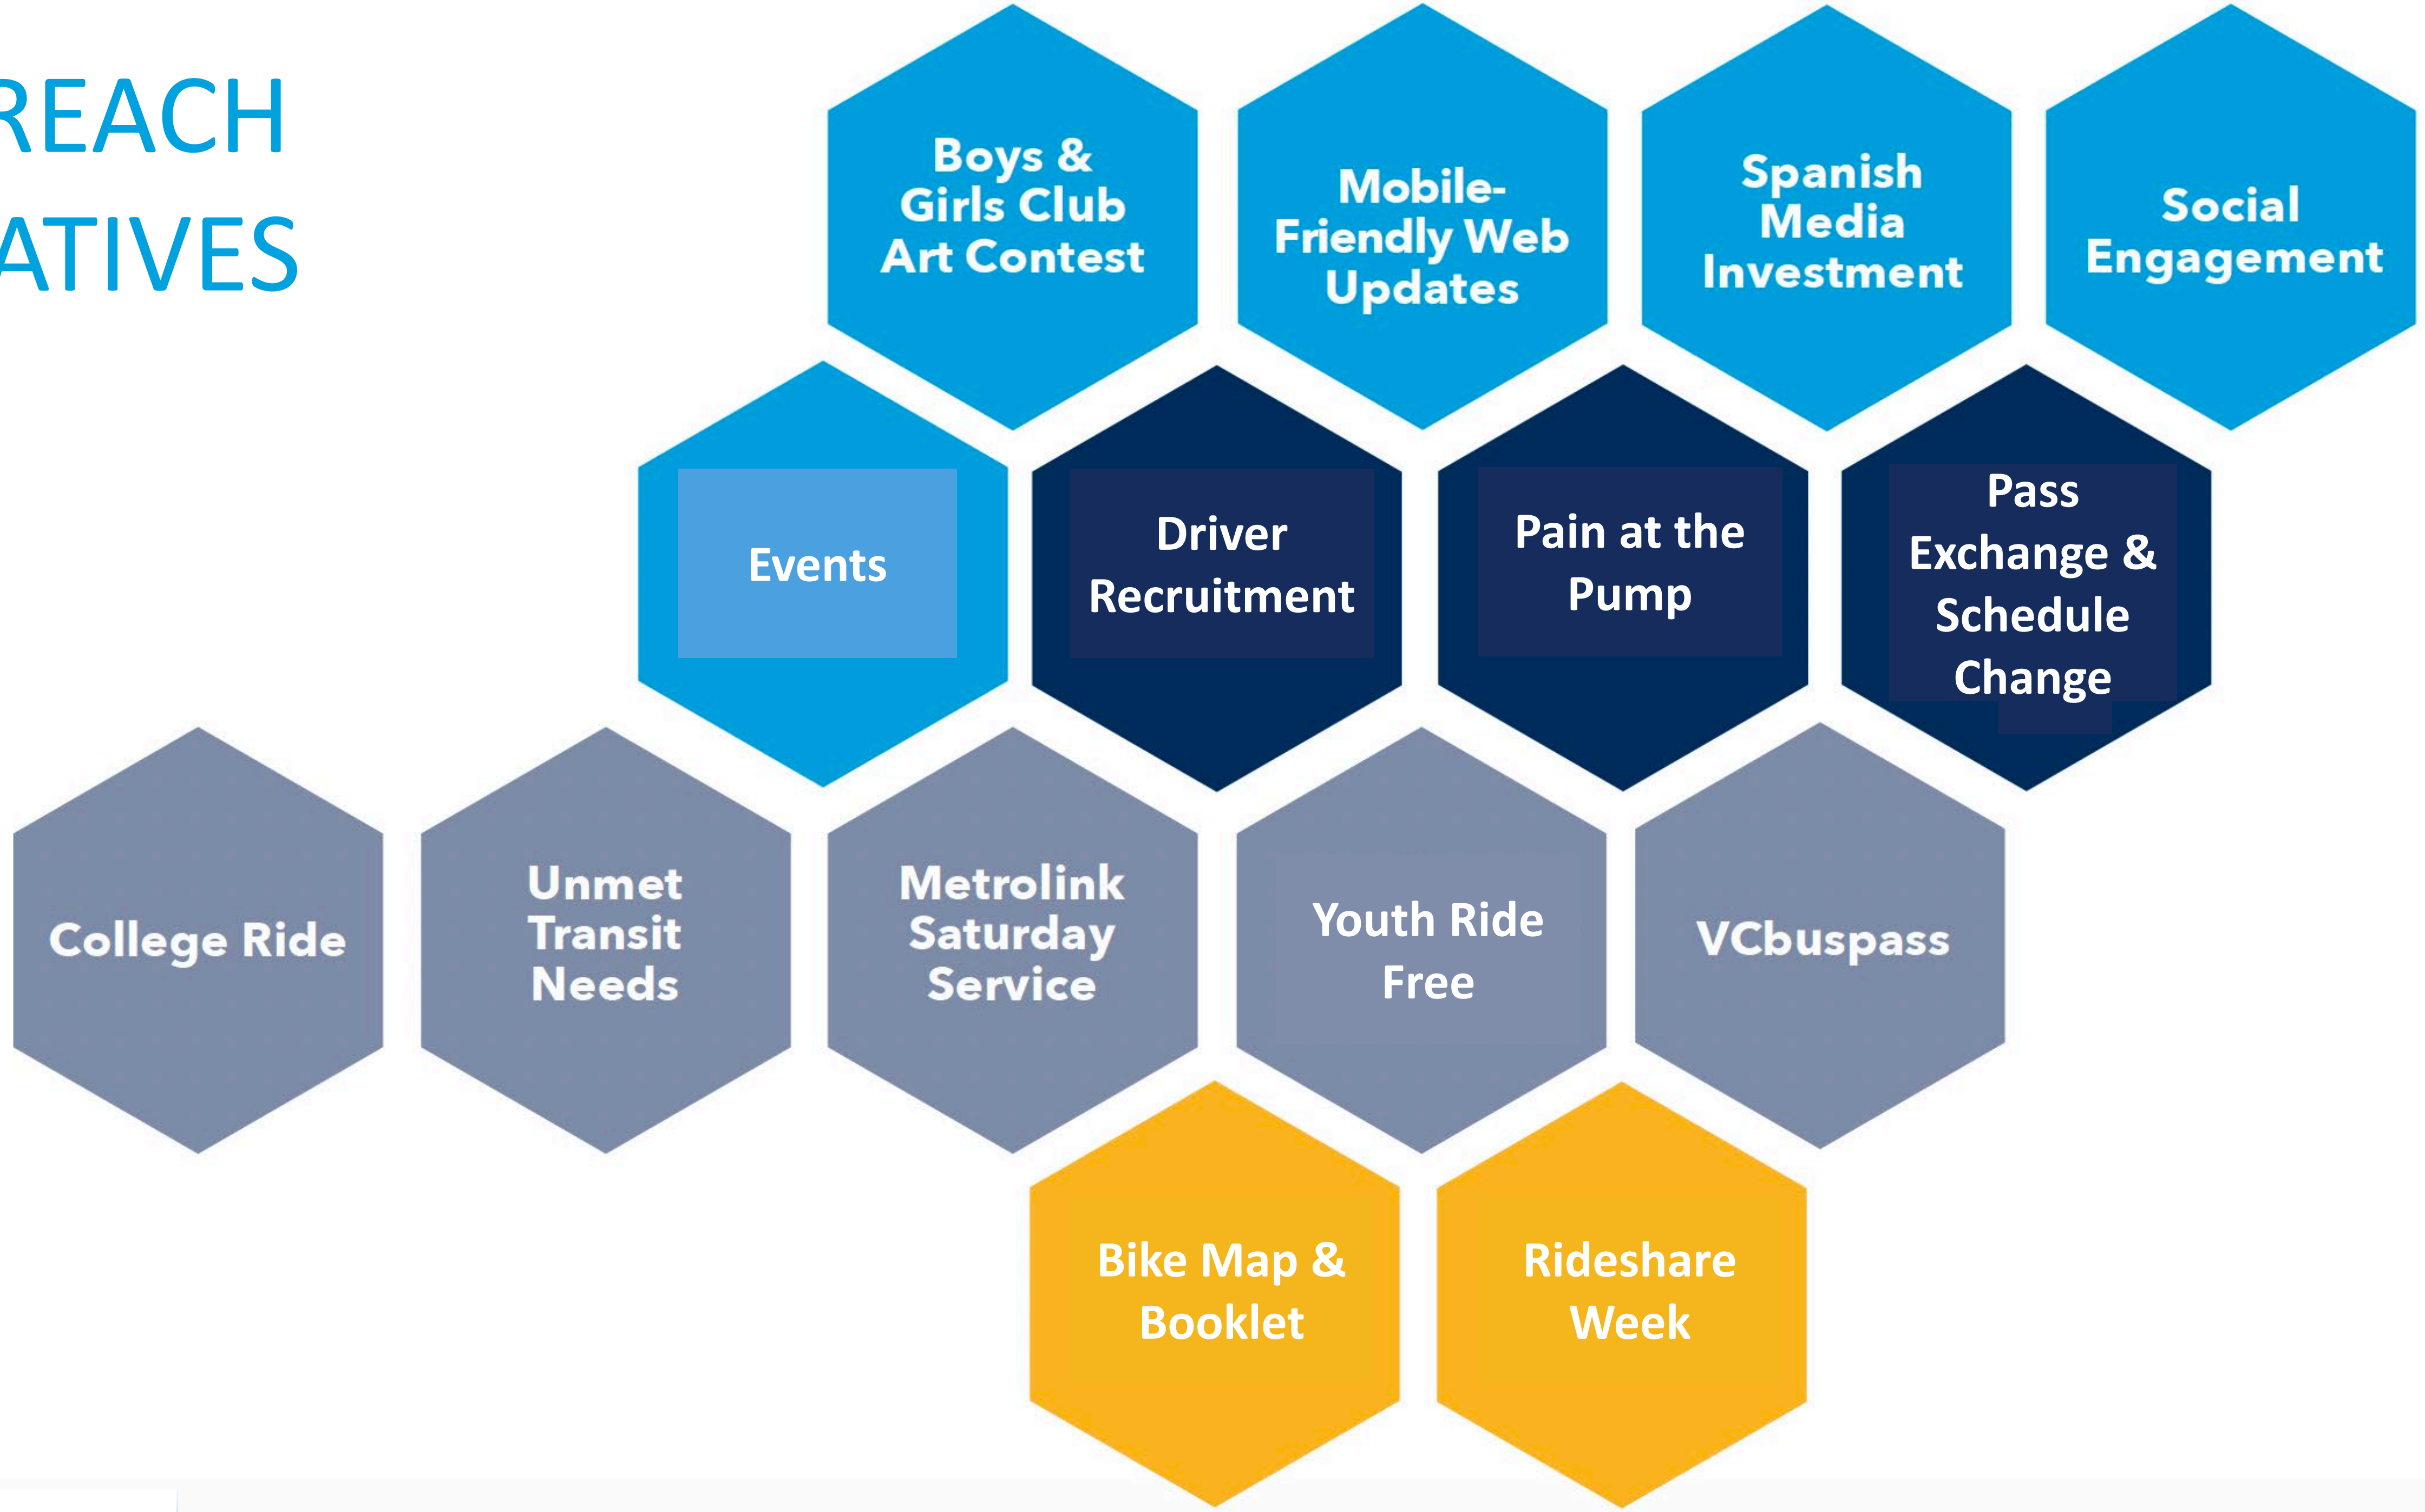 REACH
ATIVES
Boys &
Girls Club
Art Contest
Mobile-
Friendly Web
Updates
Spanish
Media
Investment
Social
Engagement
Events
Driver
Recruitment
Pain at the
Pump
Pass
Exchange &
Schedule
Change
College Ride
Unmet
Transit
Needs
Metrolink
Saturday
Service
Youth Ride
Free
VCbuspass
Bike Map &
Booklet
Rideshare
Week